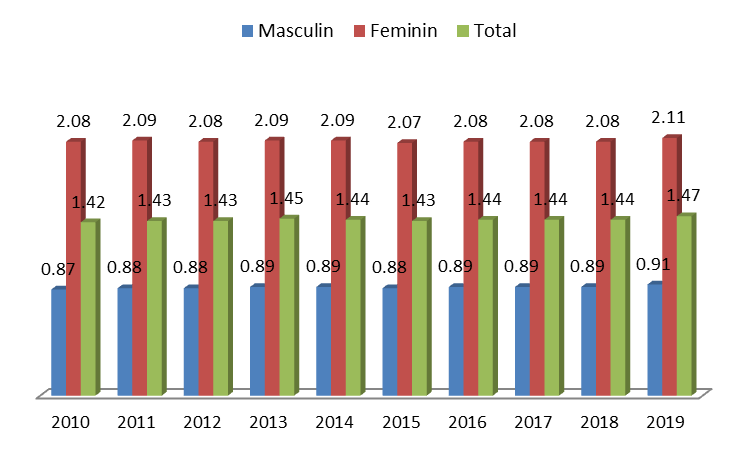 Masculin Feminin Total
2.08 2.09 2.08 2.09 2.09 2.07 2.08 2.08 2.08 2.11
1.42 1.43 1.43 1.45 1.44 1.43 1.44 1.44 1.44 1.47
0.87 0.88 0.88 0.89 0.89 0.88 0.89 0.89 0.89 0.91
2010 2011 2012 2013 2014 2015 2016 2017 2018 2019